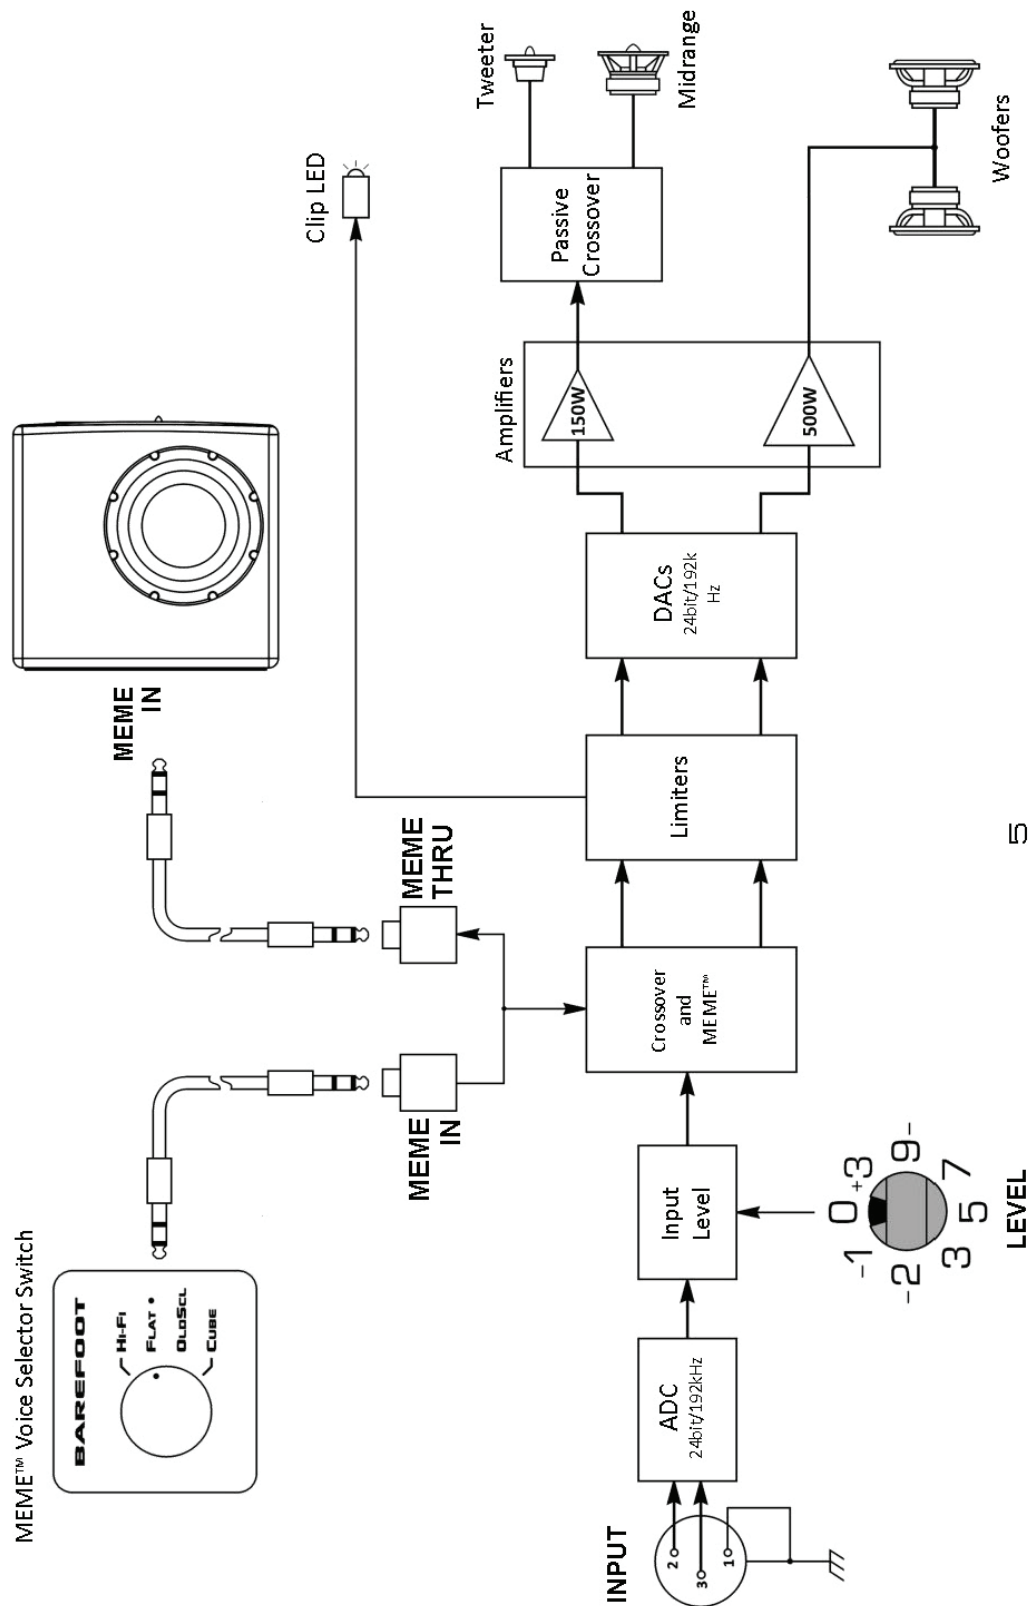 MEME™ Voice Selector Switch
BAREFOOT
HI-FI
FLAT •
OLDSCL
CUBE
MEME
IN
MEME
IN
MEME
THRU
Clip LED
INPUT
2
3
1
ADC
24bit/192kHz
Input
Level
-1 0 +3
-2 9-
3 5 7
LEVEL
Crossover
and
MEME™
Limiters
DACs
24bit/192k
Hz
Amplifiers
150W
500W
Passive
Crossover
Tweeter
Midrange
Woofers
5